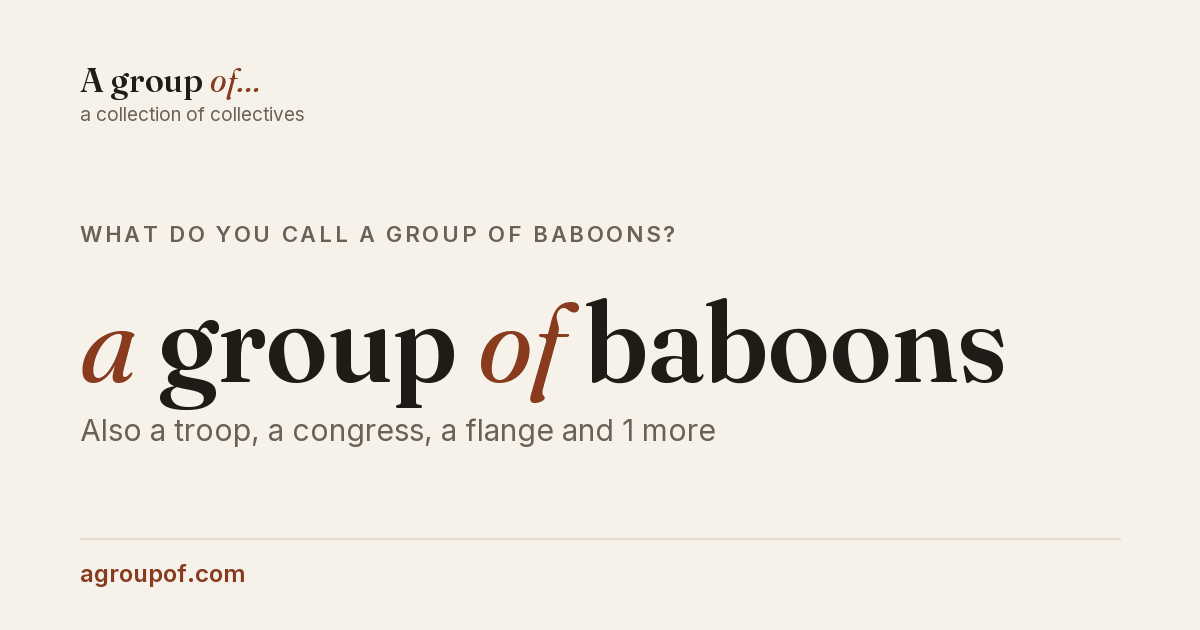 A group of...
a collection of collectives
WHAT DO YOU CALL A GROUP OF BABOONS?
a group of baboons
Also a troop, a congress, a flange and 1 more
agroupof.com